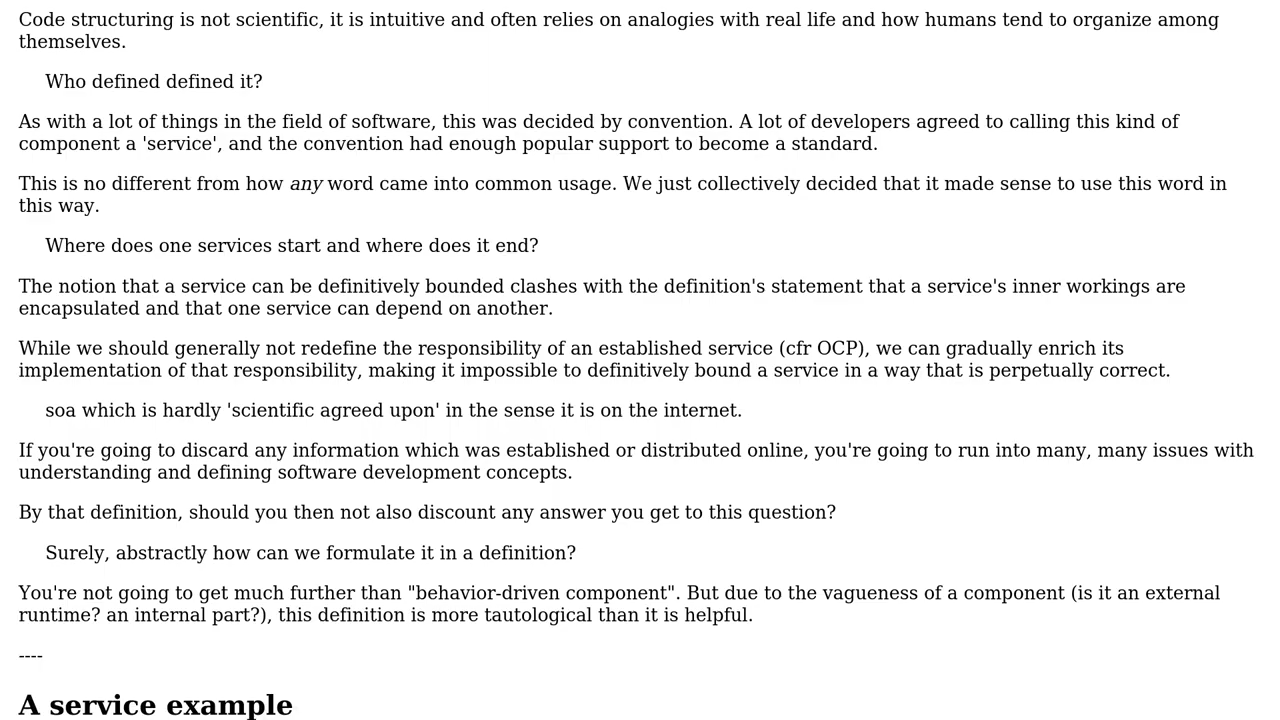 Code structuring is not scientific, it is intuitive and often relies on analogies with real life and how humans tend to organize among
themselves.
Who defined defined it?
As with a lot of things in the field of software, this was decided by convention. A lot of developers agreed to calling this kind of
component a 'service', and the convention had enough popular support to become a standard.
This is no different from how any word came into common usage. We just collectively decided that it made sense to use this word in
this way.
Where does one services start and where does it end?
The notion that a service can be definitively bounded clashes with the definition's statement that a service's inner workings are
encapsulated and that one service can depend on another.
While we should generally not redefine the responsibility of an established service (cfr OCP), we can gradually enrich its
implementation of that responsibility, making it impossible to definitively bound a service in a way that is perpetually correct.
soa which is hardly 'scientific agreed upon' in the sense it is on the internet.
If you're going to discard any information which was established or distributed online, you're going to run into many, many issues with
understanding and defining software development concepts.
By that definition, should you then not also discount any answer you get to this question?
Surely, abstractly how can we formulate it in a definition?
You're not going to get much further than "behavior-driven component". But due to the vagueness of a component (is it an external
runtime? an internal part?), this definition is more tautological than it is helpful.
----
A service example